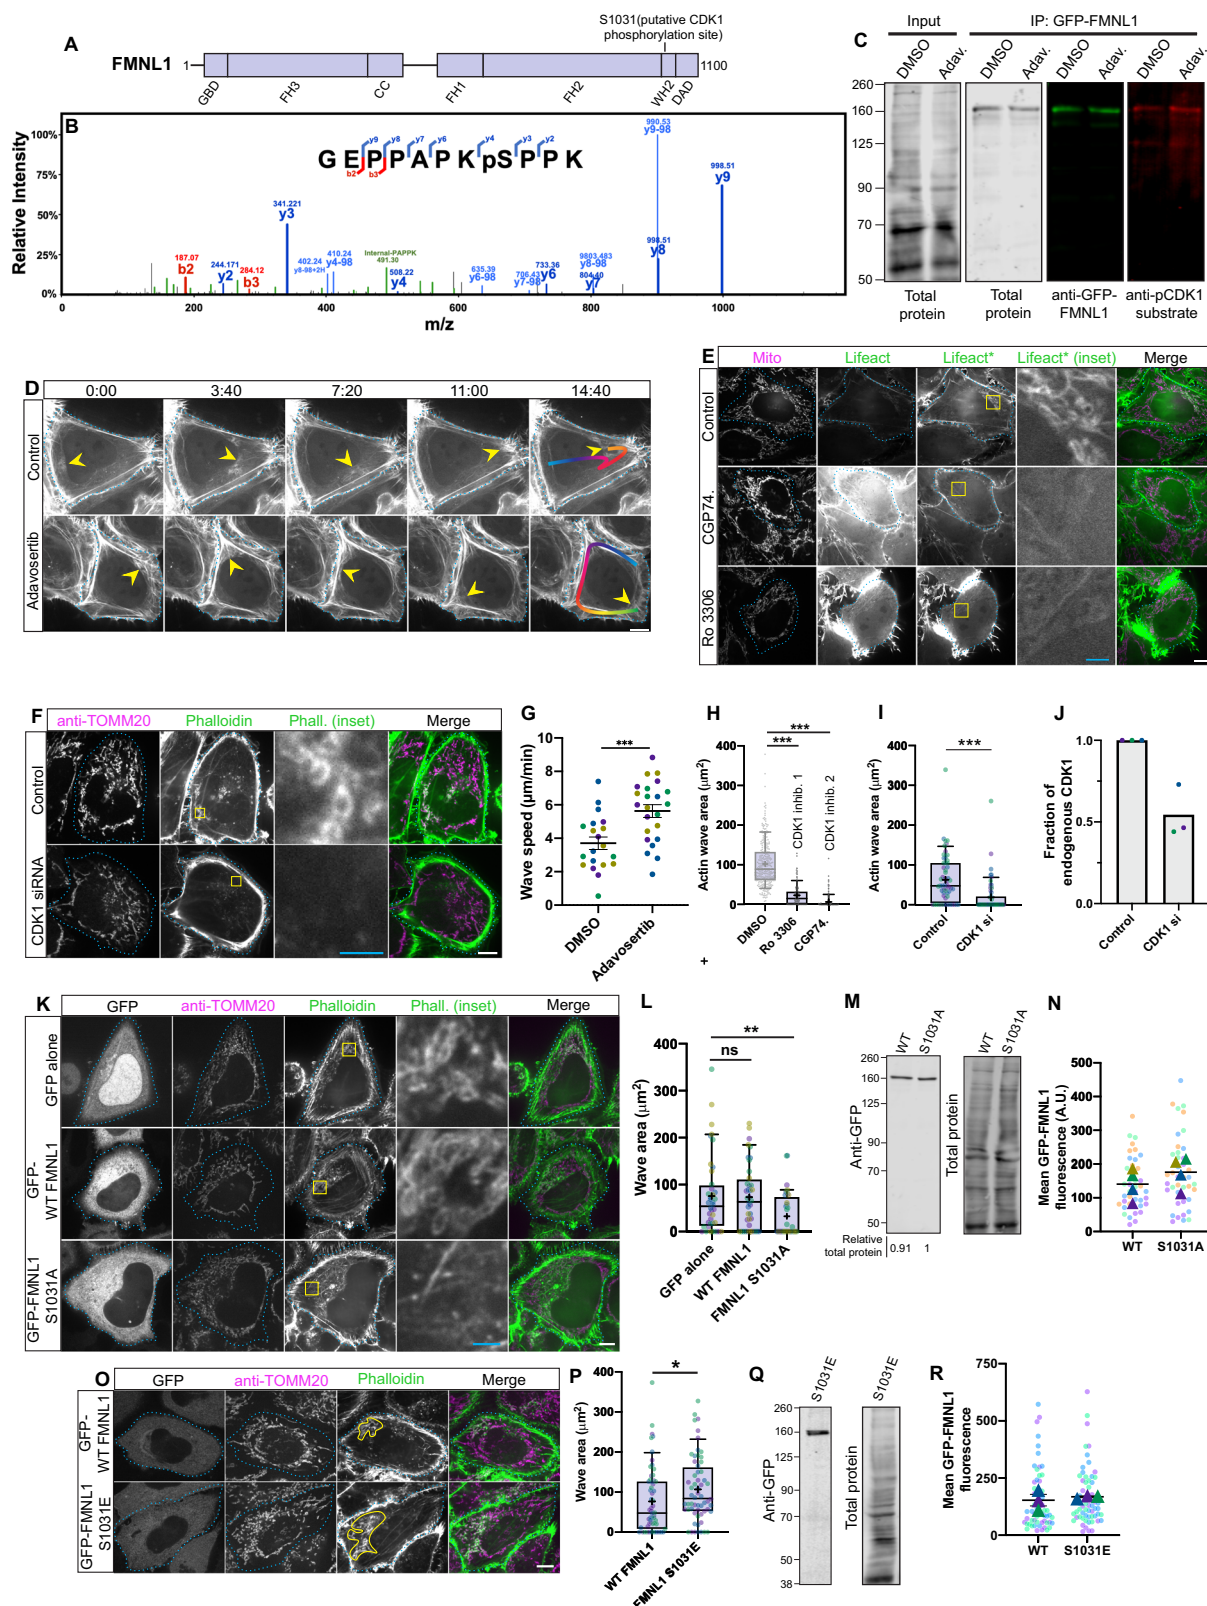 A
S1031(putative CDK1
phosphorylation site)
FMNL1
1
1100
GBD
FH3
CC
FH1
FH2
WH2
DAD
B
Relative Intensity
100%
75%
50%
25%
0%
y9 y8 y7 y6 y4 y3 y2
G E P P A P K pS P P K
b2 b3
990.53
y9-98
998.51
y9
341.221
y3
187.07
b2
244.171
y2
284.12
b3
402.24
y8-98+2H
410.24
y4-98
Internal-PAPPK
491.30
508.22
y4
635.39
y6-98
706.43
y7-98
733.36
y6
9803.483
y8-98
804.40
y7
998.51
y8
0 200 400 600 800 1000
m/z
C
Input
IP: GFP-FMNL1
DMSO
Adav.
DMSO
Adav.
DMSO
Adav.
DMSO
Adav.
260
160
125
90
70
50
Total
protein
Total
protein
anti-GFP-
FMNL1
anti-pCDK1
substrate
D
0:00 3:40 7:20 11:00 14:40
Control
Adavosertib
E
Mito Lifeact Lifeact* Lifeact* (inset) Merge
Control
CGP74.
Ro 3306
F
anti-TOMM20 Phalloidin Phall. (inset) Merge
Control
CDK1 siRNA
G
Wave speed (μm/min)
10
8
6
4
2
0
***
DMSO
Adavosertib
H
Actin wave area (μm2)
400
300
200
100
0
***
***
CDK1 inhib. 1
CDK1 inhib. 2
DMSO
Ro 3306
CGP74.
+
I
Actin wave area (μm2)
400
300
200
100
0
***
Control
CDK1 si
J
Fraction of
endogenous CDK1
1.0
0.8
0.6
0.4
0.2
0.0
Control
CDK1 si
K
GFP anti-TOMM20 Phalloidin Phall. (inset) Merge
GFP alone
GFP-
WT FMNL1
GFP-FMNL1
S1031A
L
Wave area (μm2)
400
300
200
100
0
**
ns
GFP alone
WT FMNL1
FMNL1 S1031A
M
WT
S1031A
WT
S1031A
Anti-GFP
260
160
125
90
70
50
Total protein
Relative
total protein
0.91 1
N
Mean GFP-FMNL1
fluorescence (A.U.)
500
400
300
200
100
0
WT S1031A
O
GFP anti-TOMM20 Phalloidin Merge
GFP-
WT FMNL1
GFP-FMNL1
S1031E
P
Wave area (μm2)
400
300
200
100
0
*
WT FMNL1
FMNL1 S1031E
Q
S1031E
S1031E
Anti-GFP
260
160
90
70
60
50
38
Total protein
R
Mean GFP-FMNL1
fluorescence
750
500
250
0
WT S1031E